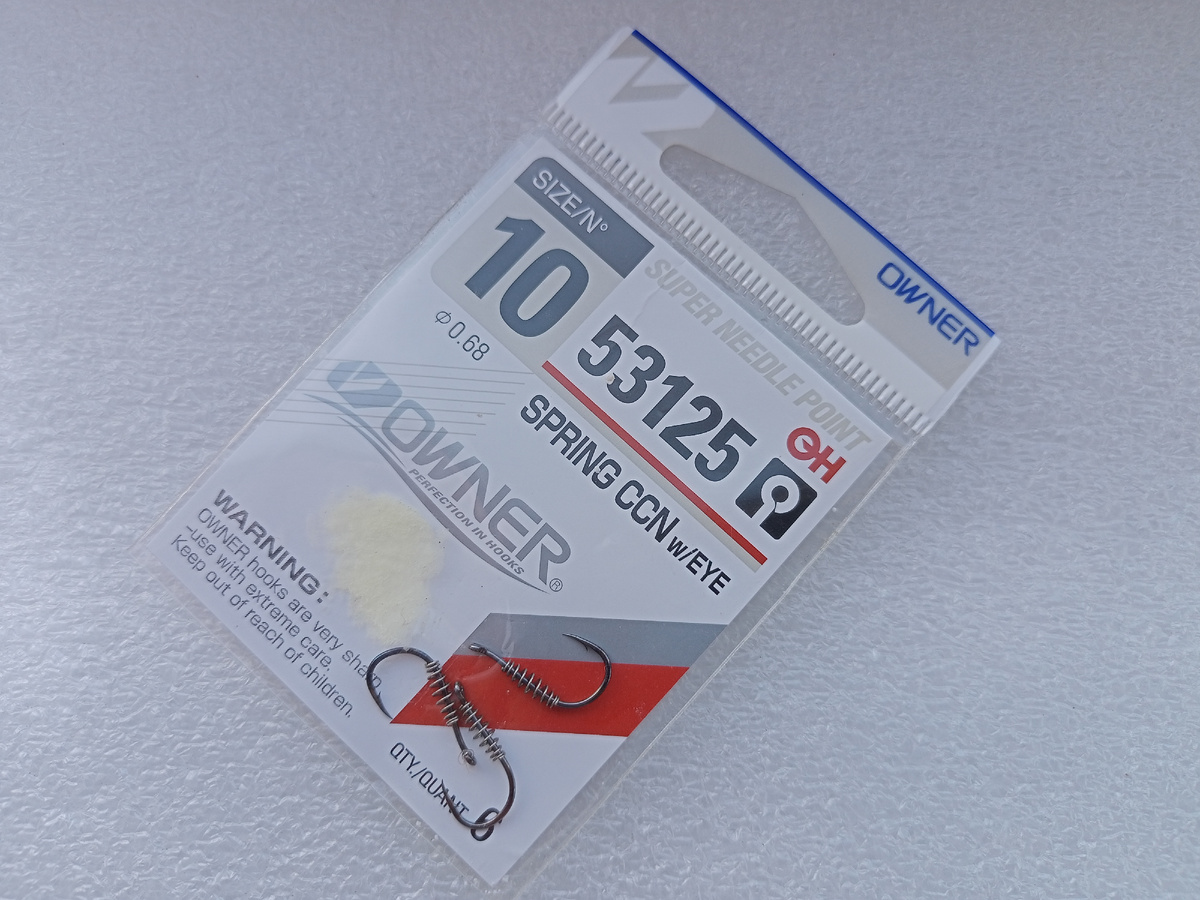 OWNER
SIZE/N°
10
φ 0.68
SUPER NEEDLE POINT
53125
SPRING CCN w/EYE
OWNER®
PERFECTION IN HOOKS
WARNING:
OWNER hooks are very sharp
-use with extreme care.
Keep out of reach of children.
QTY./QUANT. 6